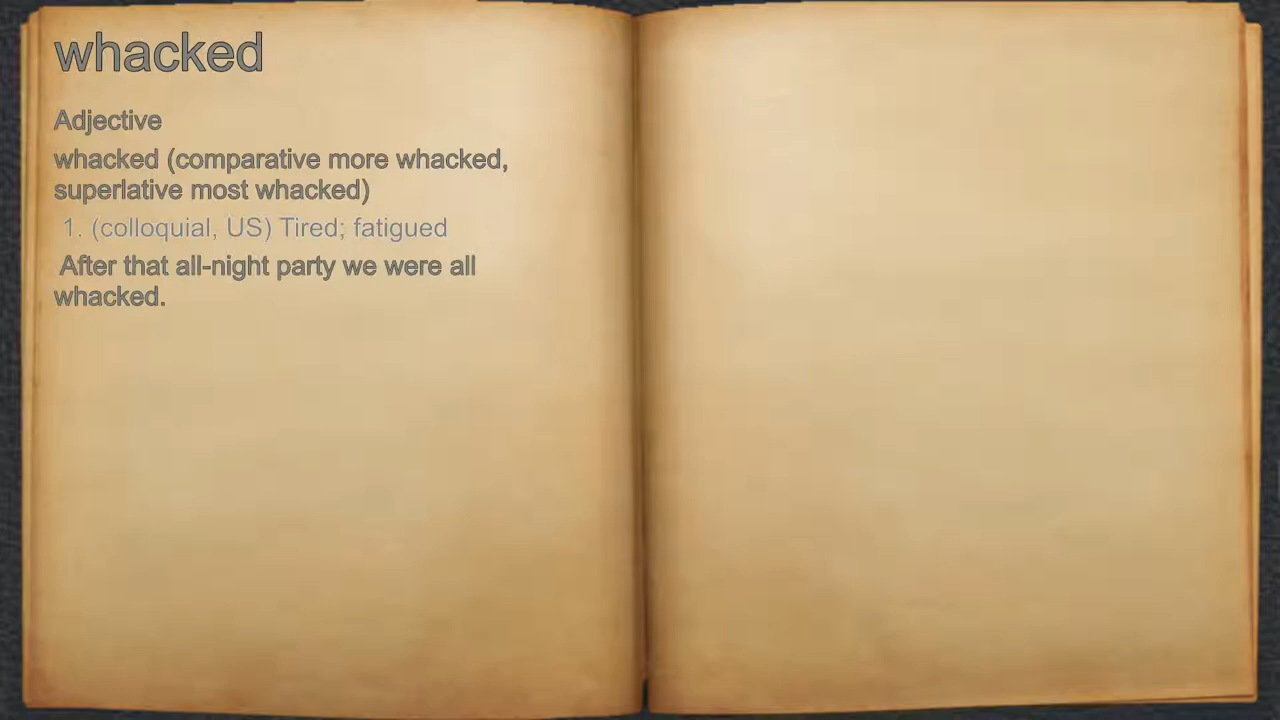 whacked
Adjective
whacked (comparative more whacked,
superlative most whacked)
1. (colloquial, US) Tired; fatigued
After that all-night party we were all
whacked.